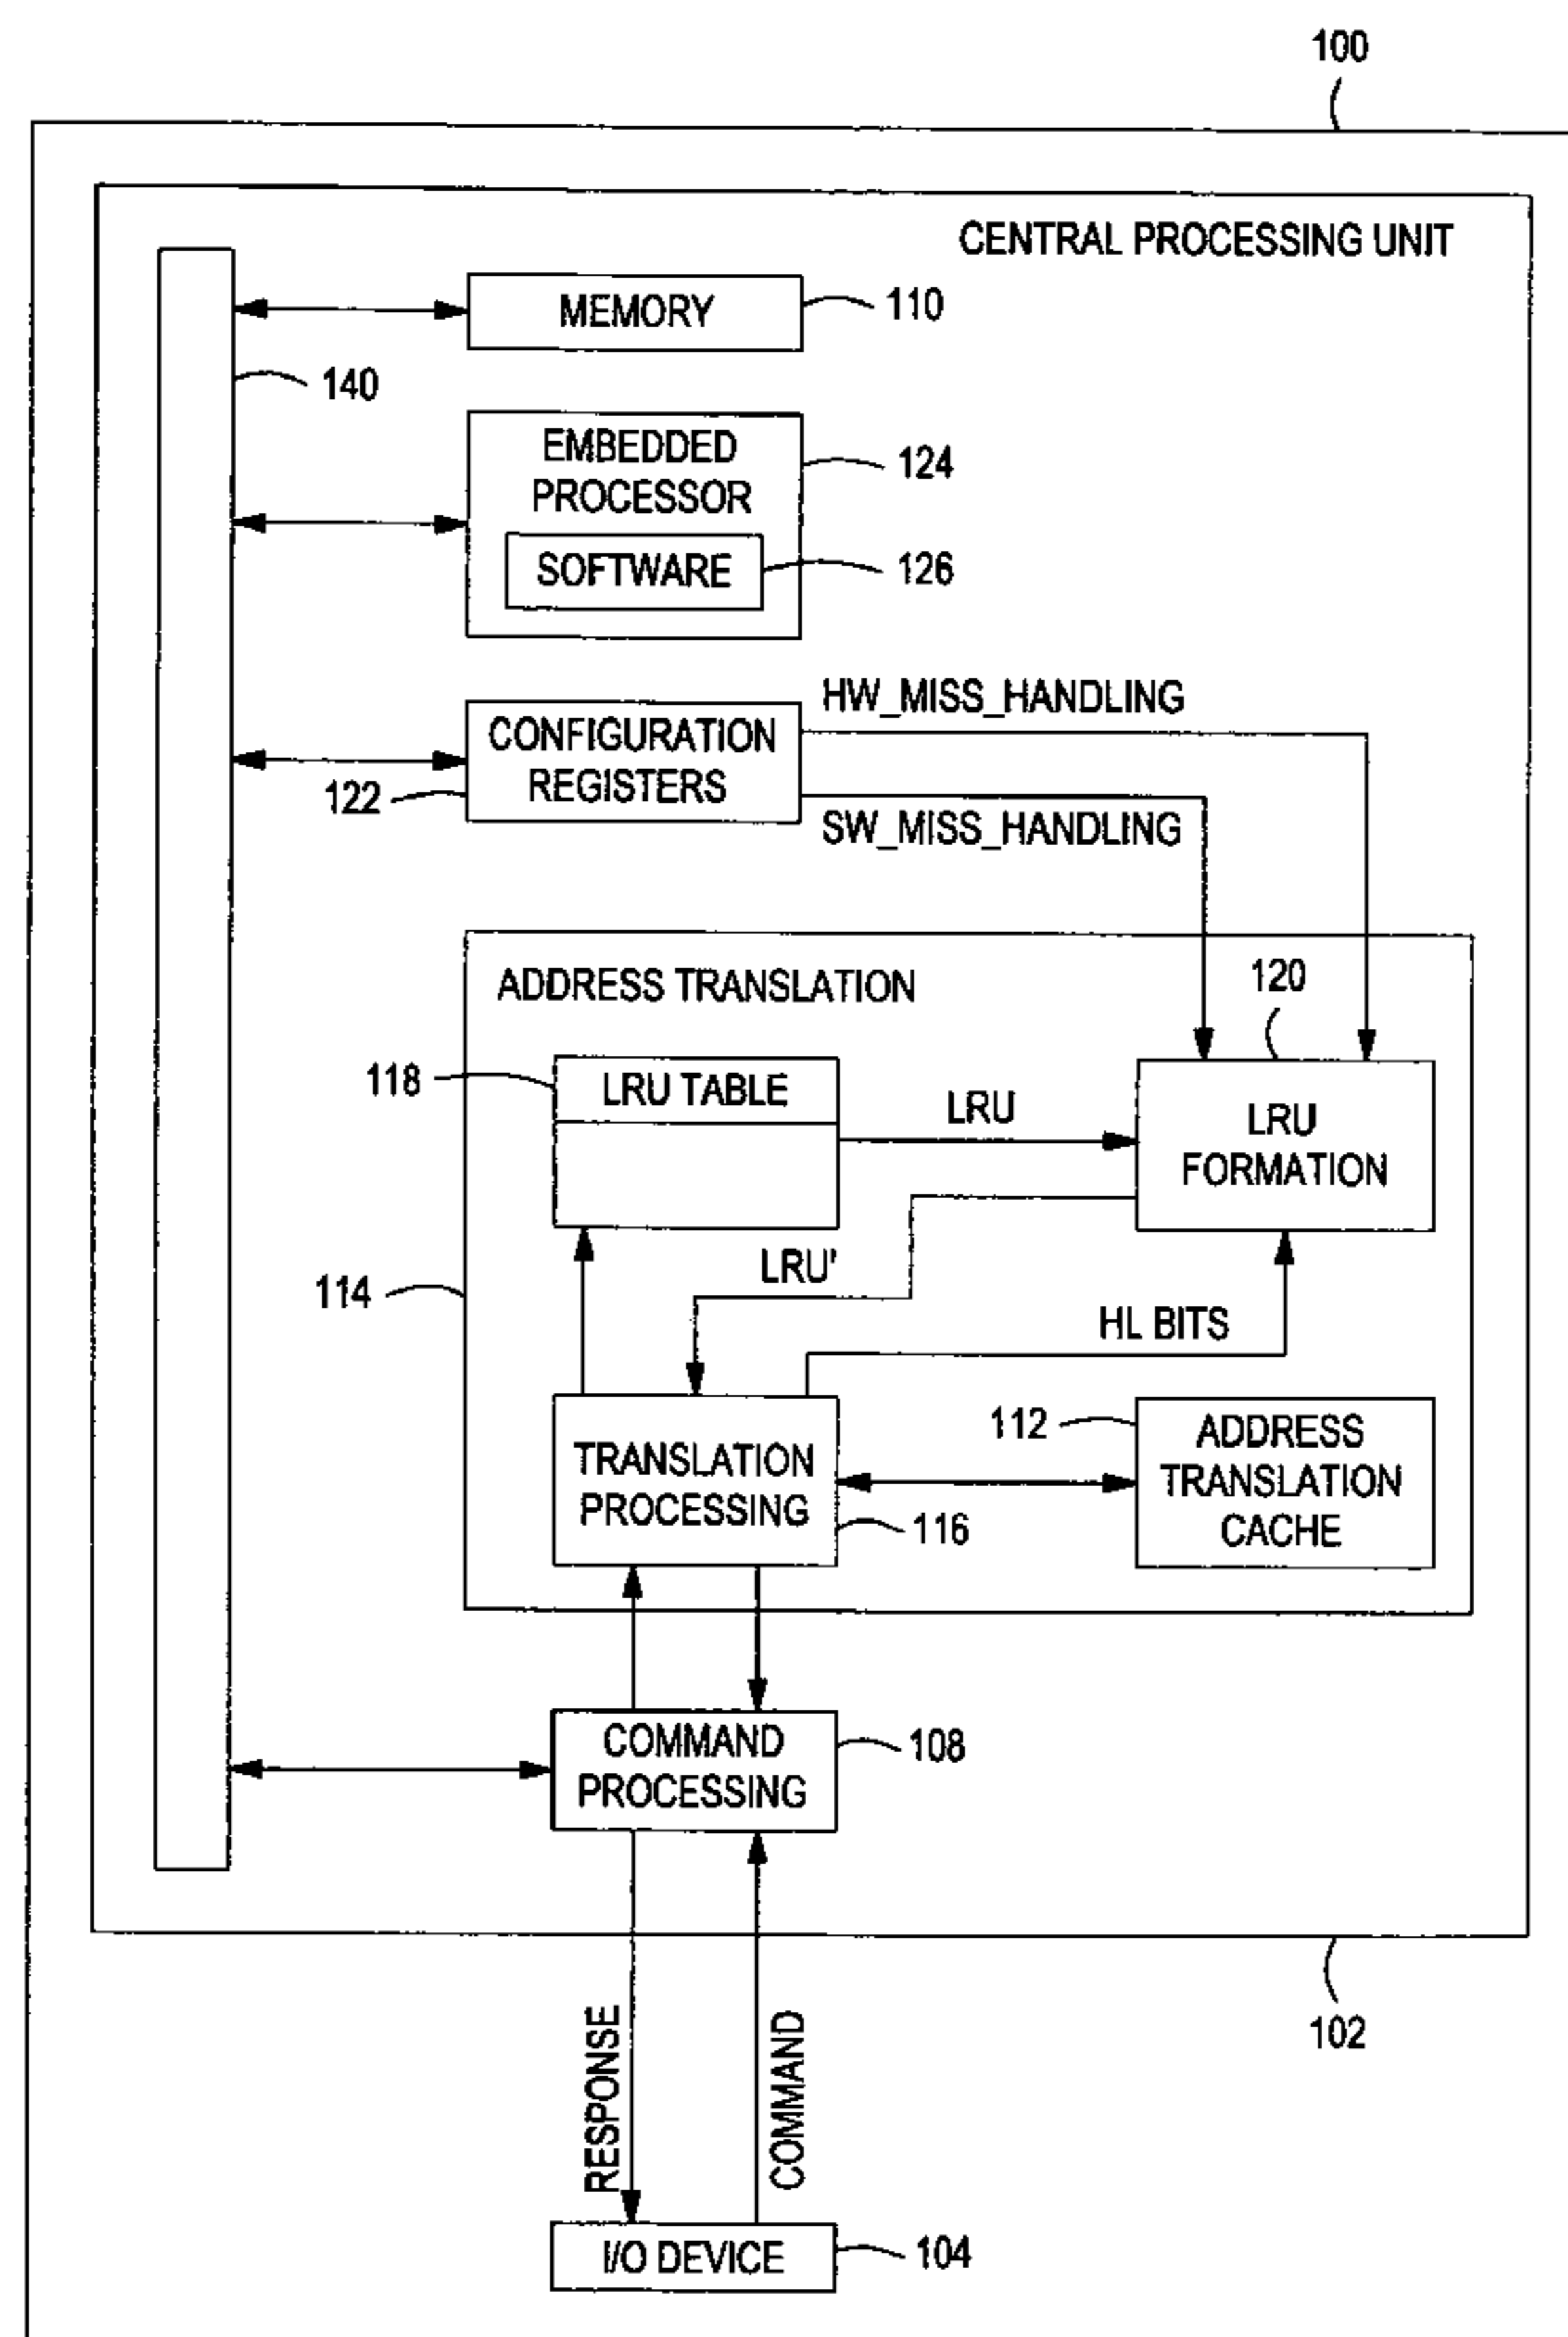 100
CENTRAL PROCESSING UNIT
MEMORY
110
140
EMBEDDED
PROCESSOR
124
SOFTWARE
126
HW_MISS_HANDLING
CONFIGURATION
REGISTERS
122
SW_MISS_HANDLING
ADDRESS TRANSLATION
120
118
LRU TABLE
LRU
LRU
FORMATION
LRU'
114
HL BITS
112
ADDRESS
TRANSLATION
CACHE
TRANSLATION
PROCESSING
116
COMMAND
PROCESSING
108
RESPONSE
COMMAND
102
I/O DEVICE
104